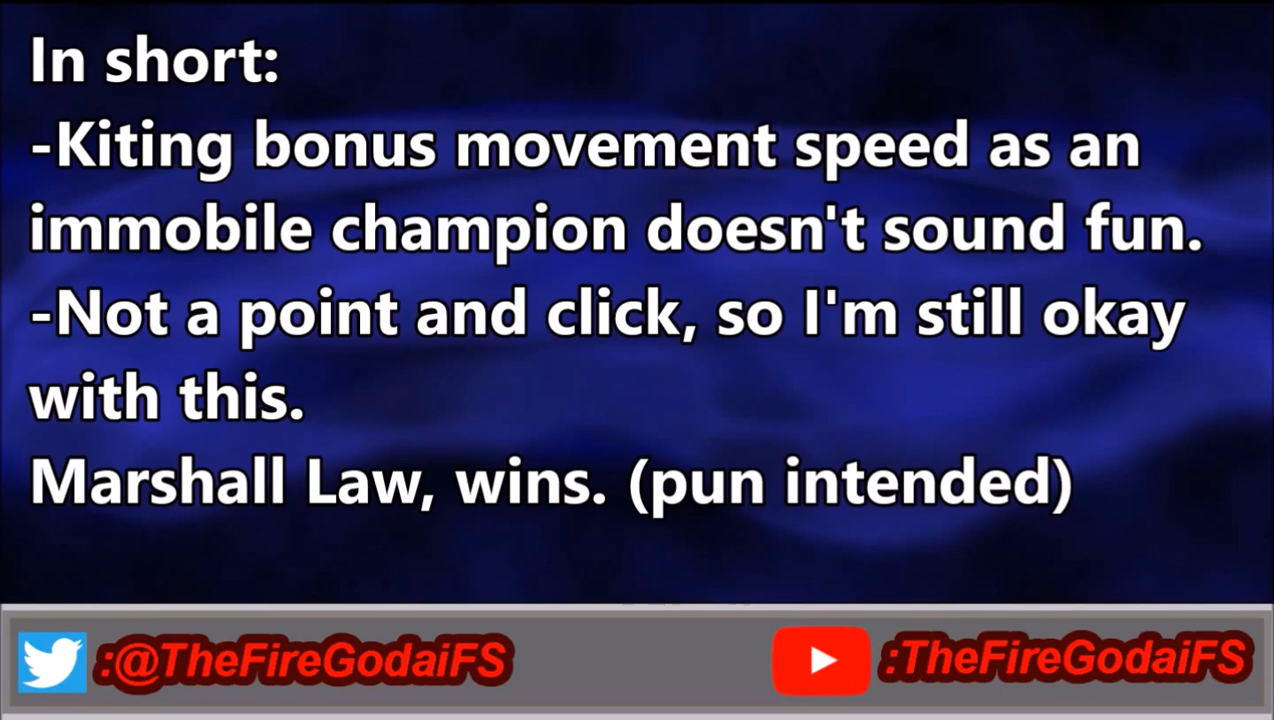 In short:
-Kiting bonus movement speed as an
immobile champion doesn't sound fun.
-Not a point and click, so I'm still okay
with this.
Marshall Law, wins. (pun intended)
:@TheFireGodaiFS
:TheFireGodaiFS